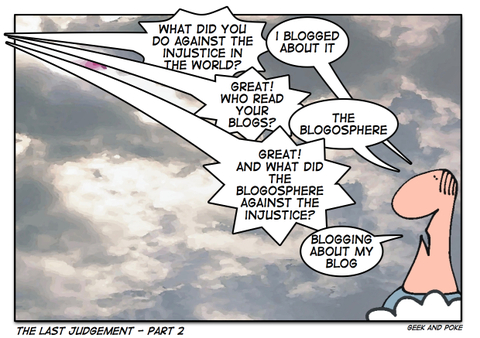 WHAT DID YOU
DO AGAINST THE
INJUSTICE IN
THE WORLD?
I BLOGGED
ABOUT IT
GREAT!
WHO READ
YOUR
BLOGS?
THE
BLOGOSPHERE
GREAT!
AND WHAT DID
THE
BLOGOSPHERE
AGAINST THE
INJUSTICE?
BLOGGING
ABOUT MY
BLOG
THE LAST JUDGEMENT – PART 2
GEEK AND POKE